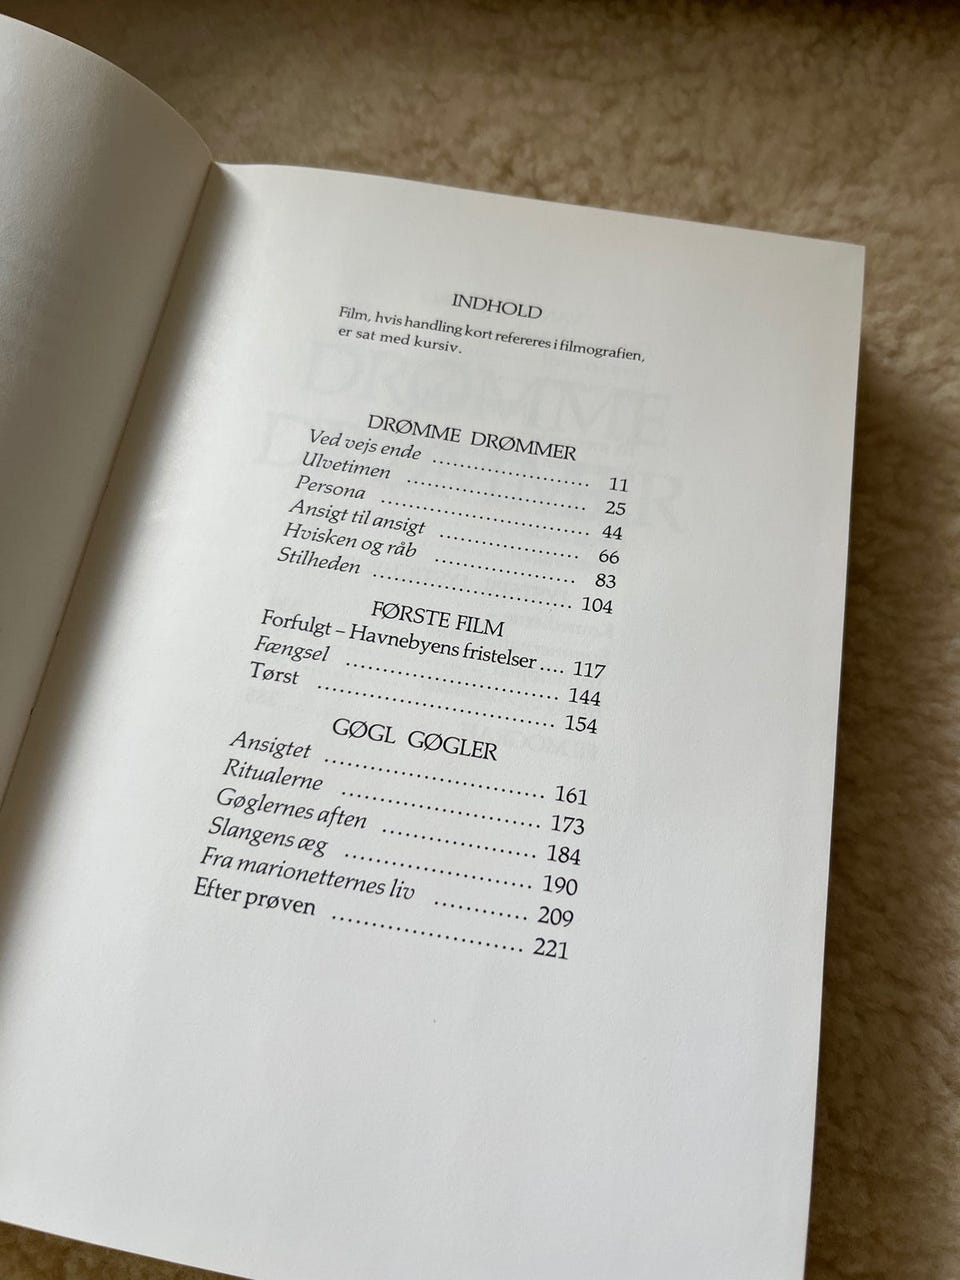 INDHOLD
Film, hvis handling kort refereres i filmografien,
er sat med kursiv.
DRØMME DRØMMER
Ved vejs ende .......................... 11
Ulvetimen .............................. 25
Persona ................................ 44
Ansigt til ansigt ...................... 66
Hvisken og råb ......................... 83
Stilheden .............................. 104
FØRSTE FILM
Forfulgt – Havnebyens fristelser .... 117
Fængsel ................................ 144
Tørst .................................. 154
GØGL GØGLER
Ansigtet ............................... 161
Ritualerne ............................. 173
Gøglernes aften ........................ 184
Slangens æg ............................ 190
Fra marionetternes liv ............ 209
Efter prøven ........................... 221